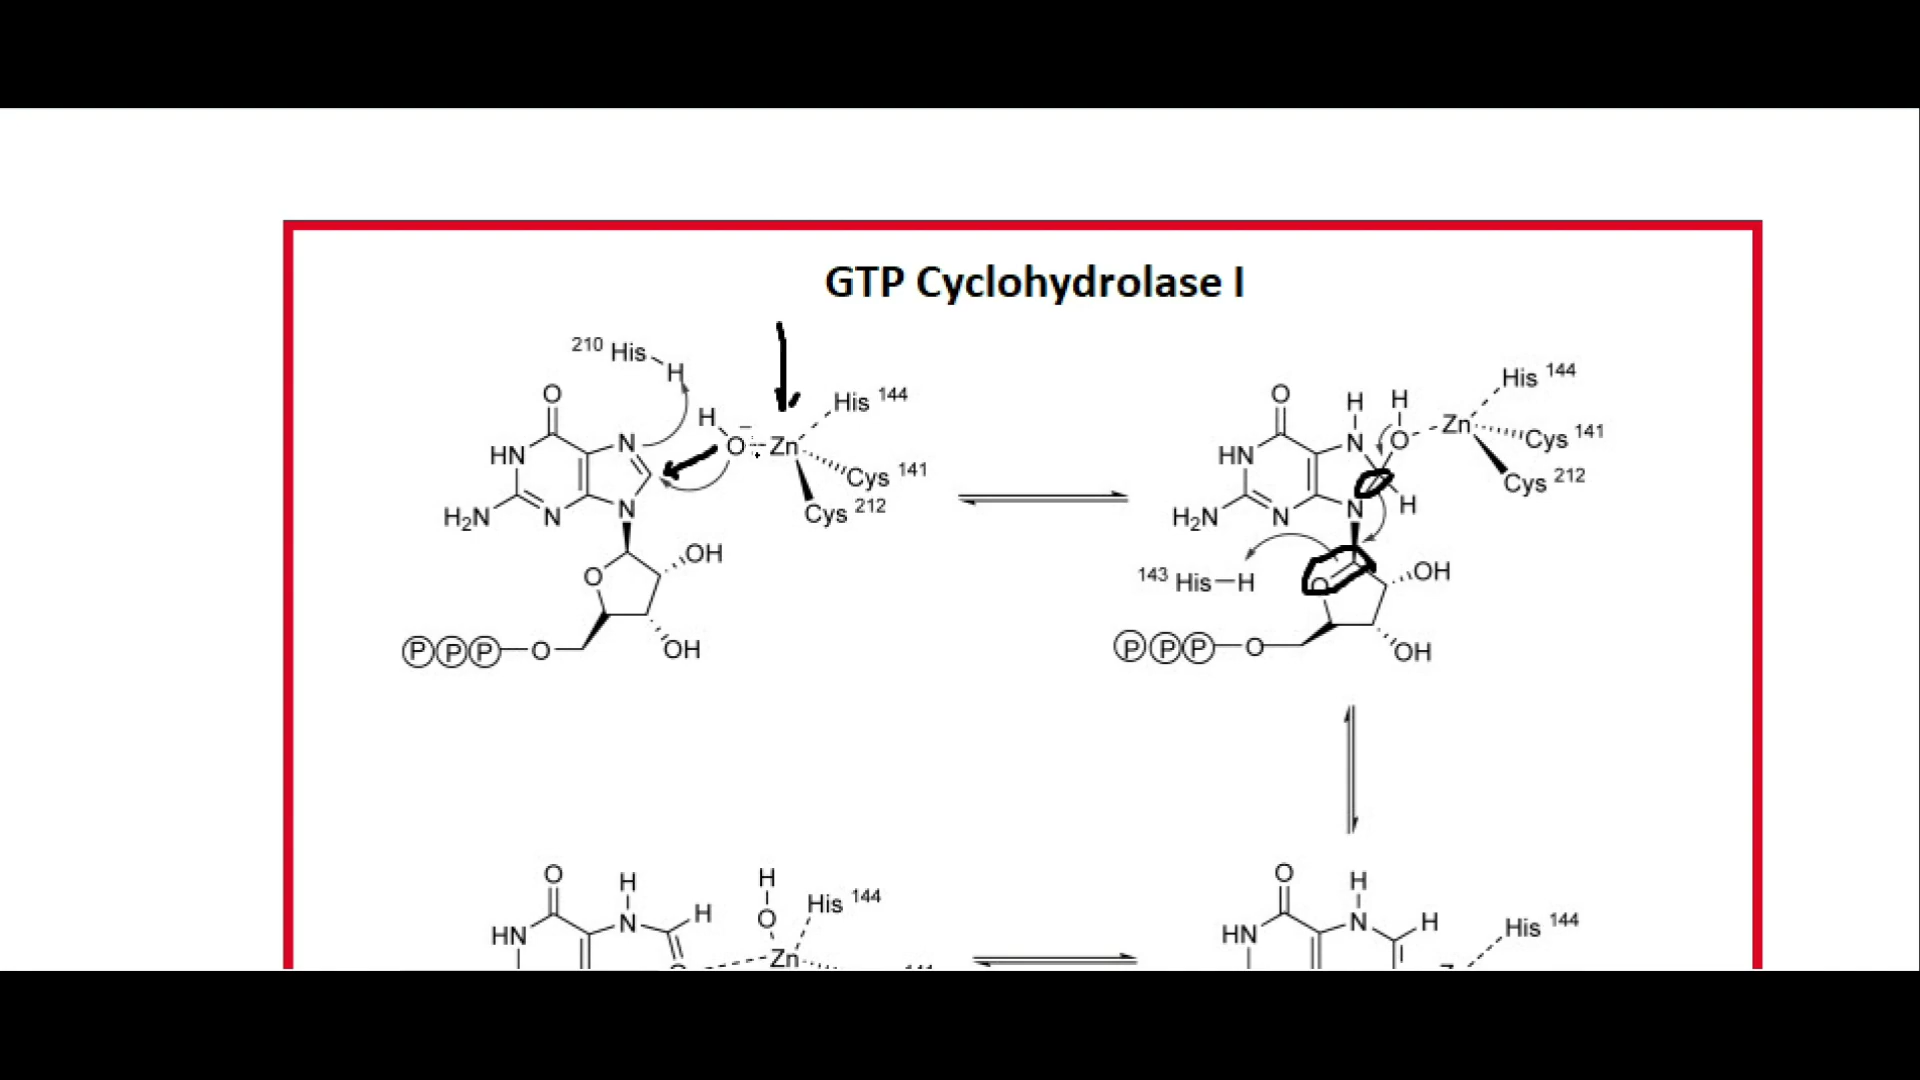 GTP Cyclohydrolase I
210 His
H
O
HN
N
H2N
N
N
H
O
−
Zn
His 144
Cys 141
Cys 212
O
OH
OH
P P P O
O
HN
H
N
H
O
Zn
His 144
Cys 141
Cys 212
H2N
N
N
H
143 His H
O
OH
OH
P P P O
O
HN
H
N
H
H
O
Zn
His 144
O
HN
H
N
H
His 144